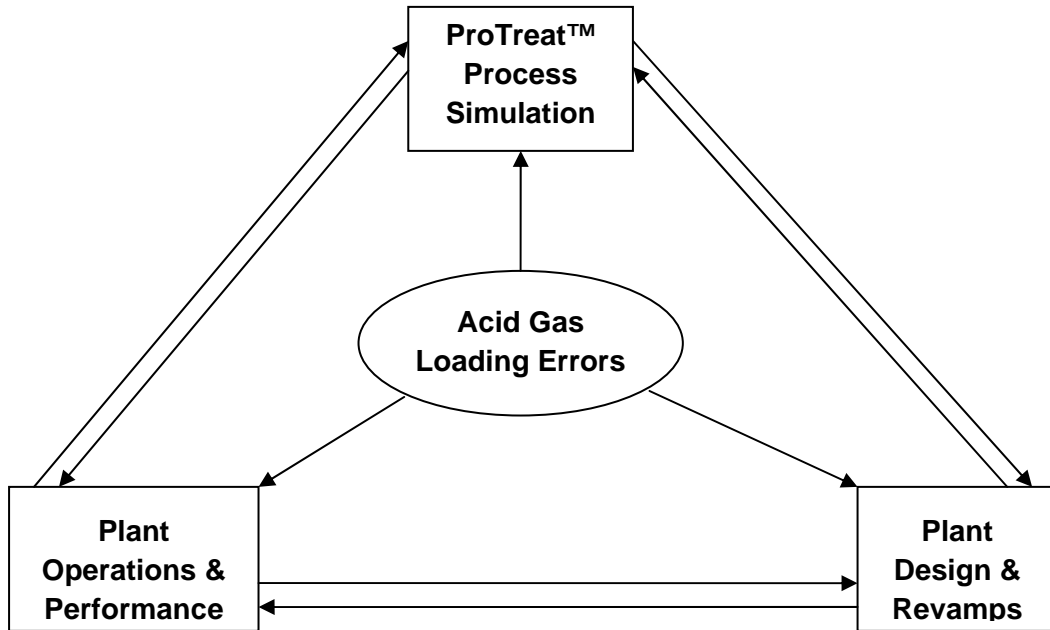 ProTreat™
Process
Simulation
Acid Gas
Loading Errors
Plant
Operations &
Performance
Plant
Design &
Revamps